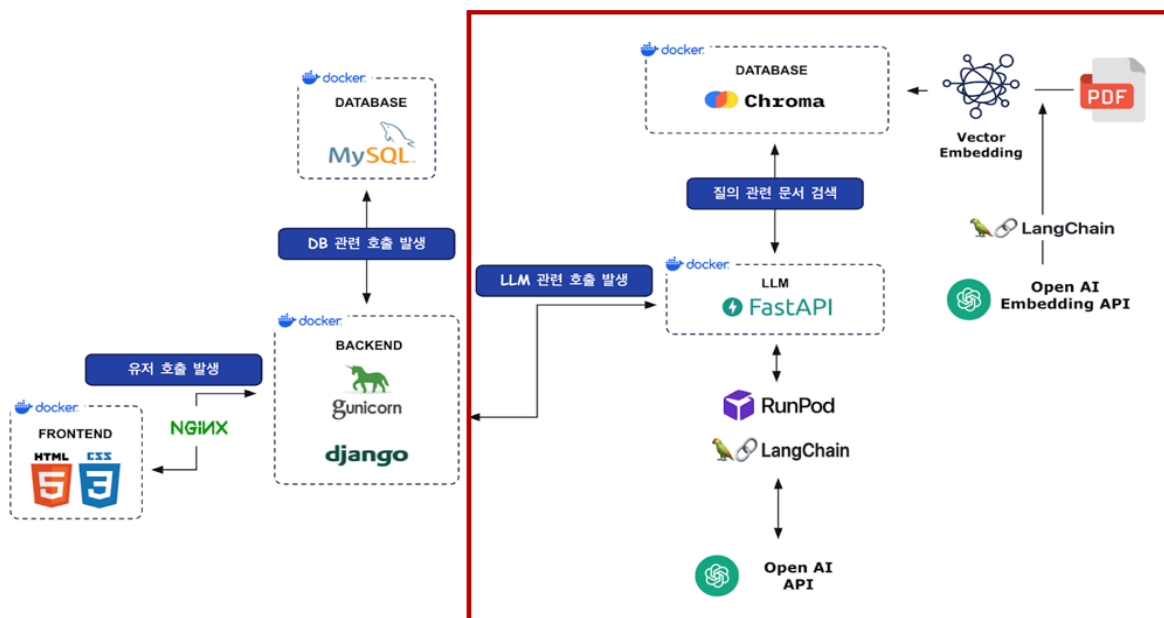 docker
DATABASE
MySQL
DB 관련 호출 발생
docker
BACKEND
gunicorn
django
유저 호출 발생
NGINX
docker
FRONTEND
HTML
5
CSS
3
docker
DATABASE
Chroma
Vector
Embedding
PDF
질의 관련 문서 검색
LangChain
Open AI
Embedding API
LLM 관련 호출 발생
docker
LLM
FastAPI
RunPod
LangChain
Open AI
API